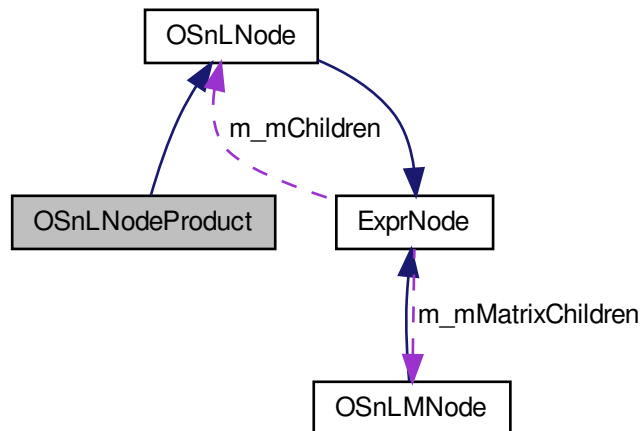 OSnLNode
m_mChildren
OSnLNodeProduct
ExprNode
m_mMatrixChildren
OSnLMNode